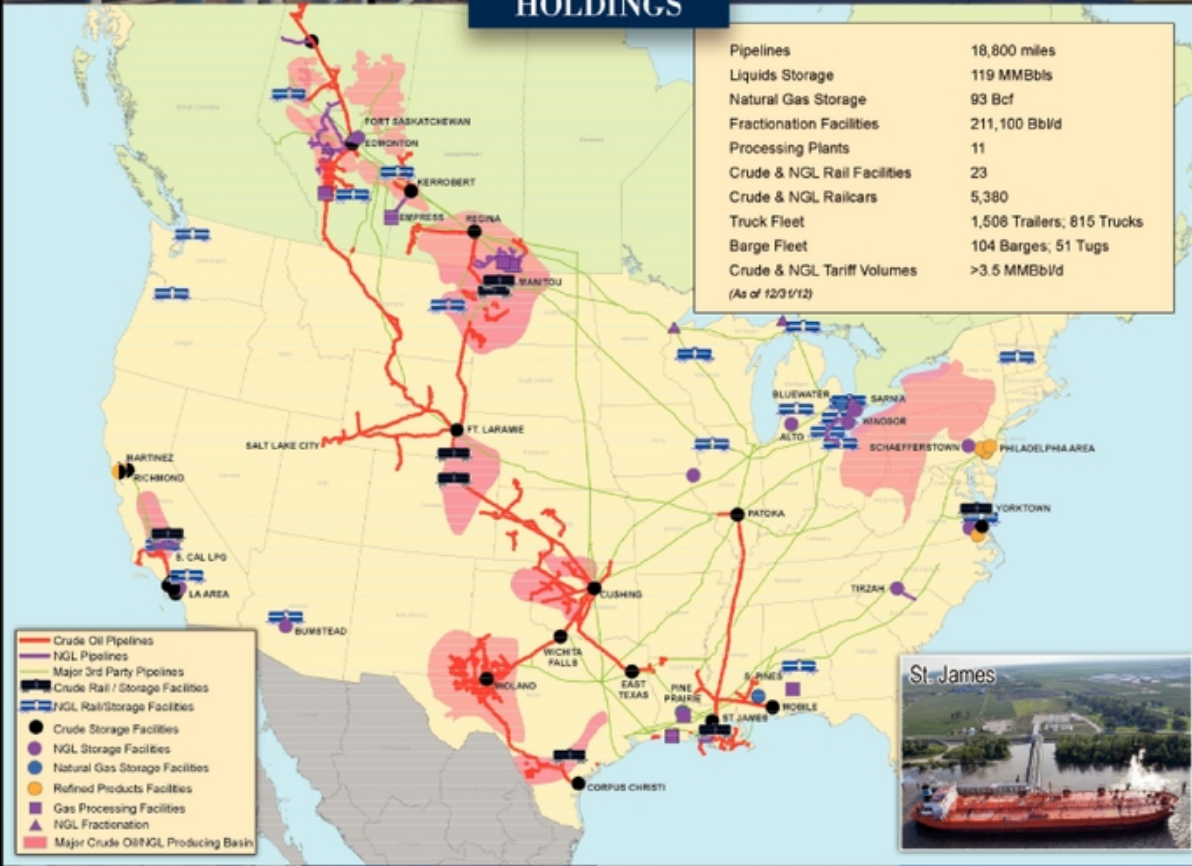 HOLDINGS
Pipelines 18,800 miles
Liquids Storage 119 MMBbls
Natural Gas Storage 93 Bcf
Fractionation Facilities 211,100 Bbl/d
Processing Plants 11
Crude & NGL Rail Facilities 23
Crude & NGL Railcars 5,380
Truck Fleet 1,508 Trailers; 815 Trucks
Barge Fleet 104 Barges; 51 Tugs
Crude & NGL Tariff Volumes >3.5 MMBbl/d
(As of 12/31/12)
FORT SASKATCHEWAN
EDMONTON
KERROBERT
EMPRESS
REGINA
MANITOU
BLUEWATER
SARNIA
WINDSOR
ALTO
FT. LARAMIE
SALT LAKE CITY
SCHAEFFERSTOWN
PHILADELPHIA AREA
MARTINEZ
RICHMOND
PATOKA
YORKTOWN
S. CAL LPG
LA AREA
CUSHING
TIRZAH
BUMSTEAD
WICHITA
FALLS
MIDLAND
EAST
TEXAS
PINE
PRAIRIE
S. PINES
MOBILE
ST. JAMES
CORPUS CHRISTI
Crude Oil Pipelines
NGL Pipelines
Major 3rd Party Pipelines
Crude Rail / Storage Facilities
NGL Rail/Storage Facilities
Crude Storage Facilities
NGL Storage Facilities
Natural Gas Storage Facilities
Refined Products Facilities
Gas Processing Facilities
NGL Fractionation
Major Crude Oil/NGL Producing Basin
St. James